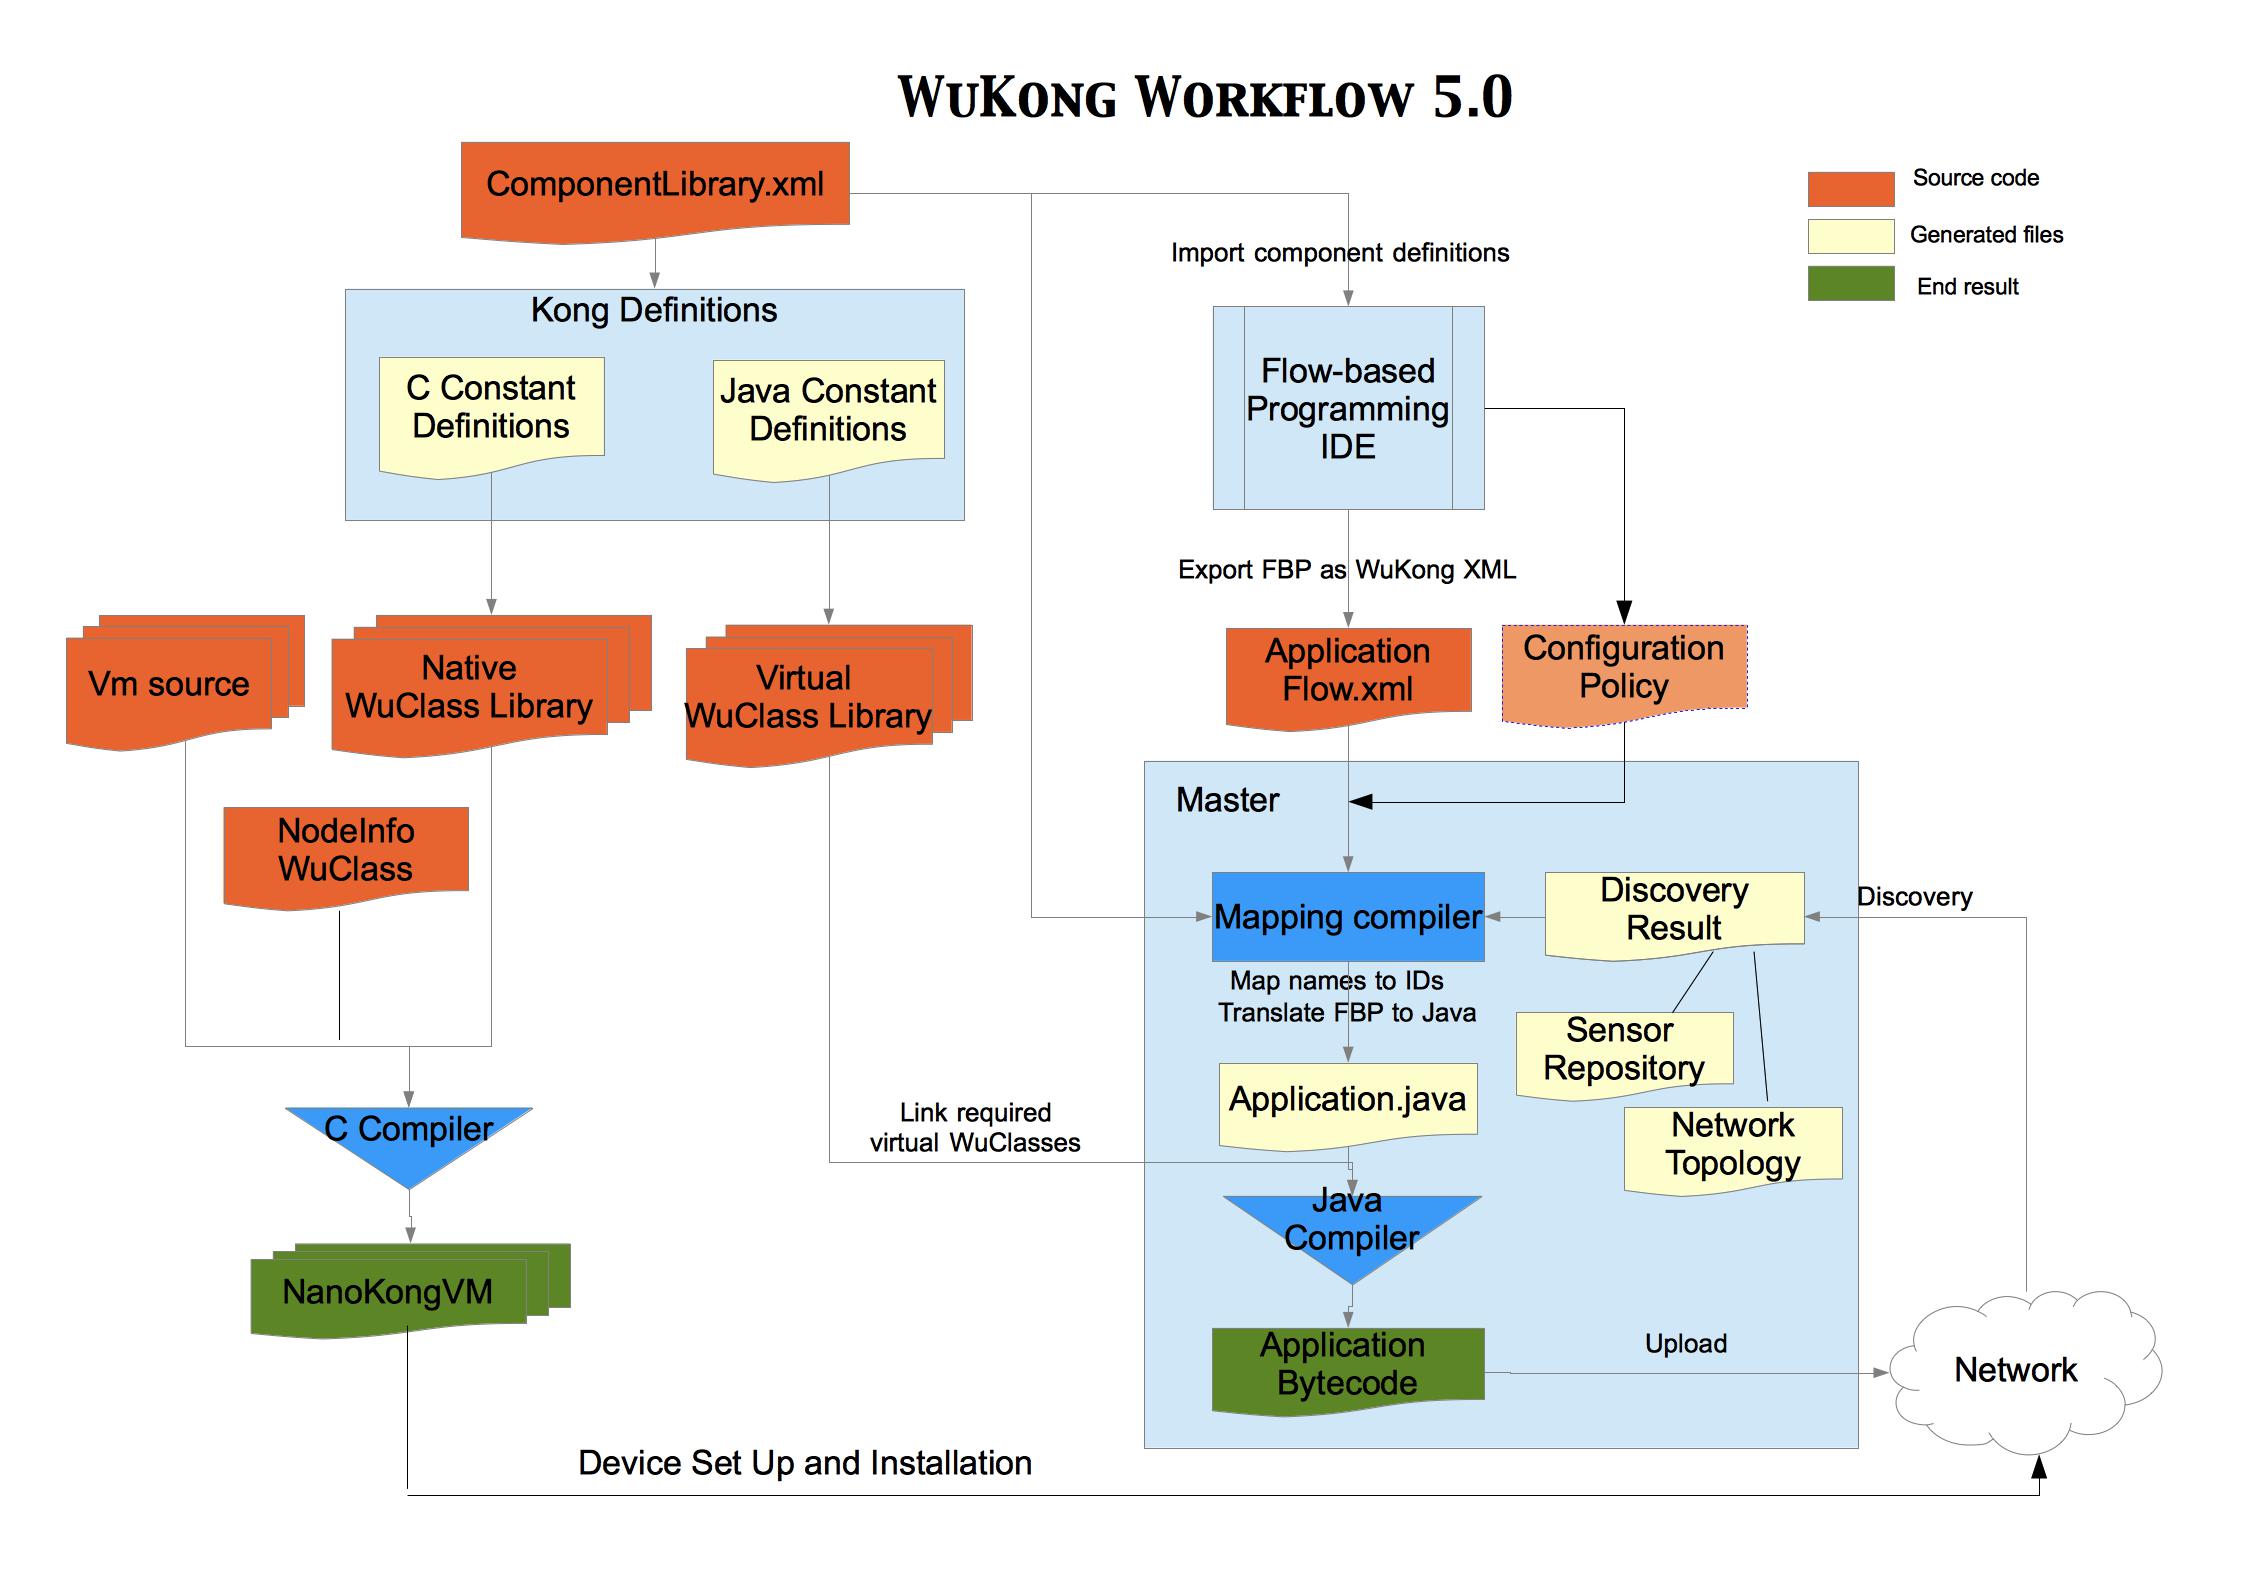 WuKong Workflow 5.0
ComponentLibrary.xml
Source code
Generated files
End result
Import component definitions
Kong Definitions
C Constant
Definitions
Java Constant
Definitions
Flow-based
Programming
IDE
Export FBP as WuKong XML
Vm source
Native
WuClass Library
Virtual
WuClass Library
Application
Flow.xml
Configuration
Policy
NodeInfo
WuClass
Master
Mapping compiler
Discovery
Result
Discovery
Map names to IDs
Translate FBP to Java
Sensor
Repository
Application.java
Network
Topology
Link required
virtual WuClasses
C Compiler
Java
Compiler
NanoKongVM
Application
Bytecode
Upload
Network
Device Set Up and Installation